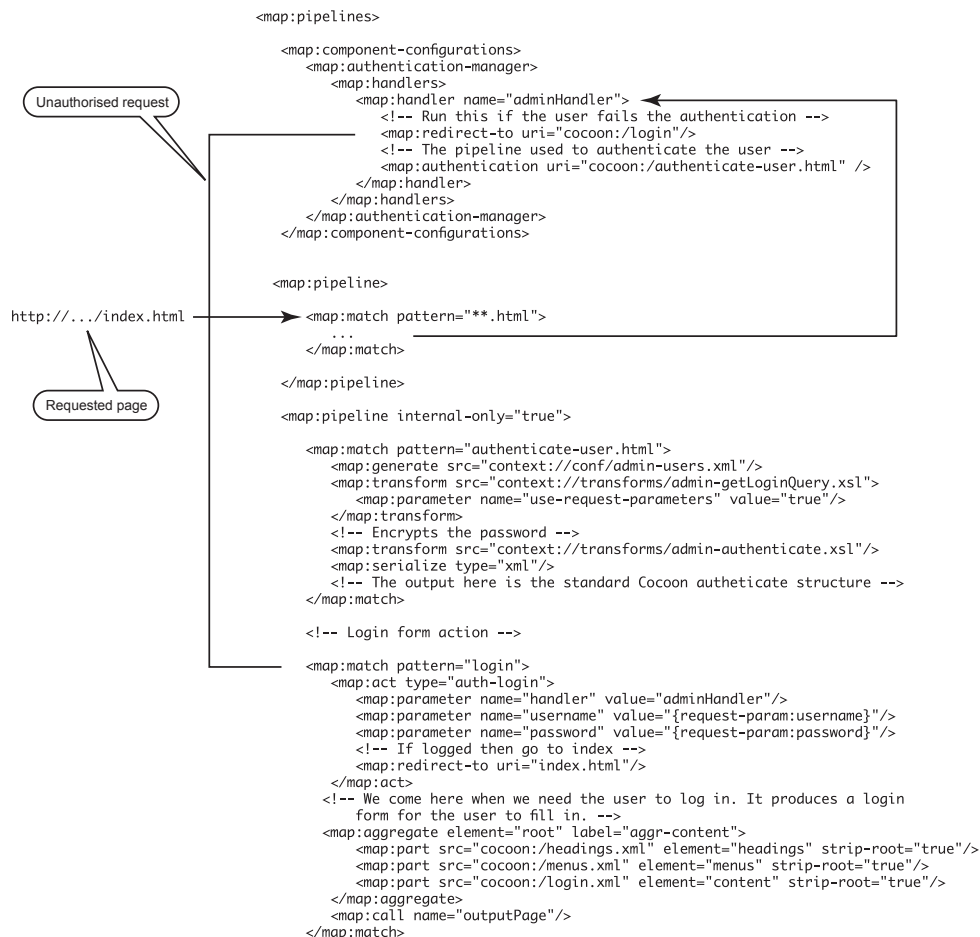 <map:pipelines>
<map:component-configurations>
<map:authentication-manager>
<map:handlers>
Unauthorised request
<map:handler name="adminHandler">
<!-- Run this if the user fails the authentication -->
<map:redirect-to uri="cocoon:/login"/>
<!-- The pipeline used to authenticate the user -->
<map:authentication uri="cocoon:/authenticate-user.html" />
</map:handler>
</map:handlers>
</map:authentication-manager>
</map:component-configurations>
<map:pipeline>
http://.../index.html
<map:match pattern="**.html">
...
</map:match>
</map:pipeline>
Requested page
<map:pipeline internal-only="true">
<map:match pattern="authenticate-user.html">
<map:generate src="context://conf/admin-users.xml"/>
<map:transform src="context://transforms/admin-getLoginQuery.xsl">
<map:parameter name="use-request-parameters" value="true"/>
</map:transform>
<!-- Encrypts the password -->
<map:transform src="context://transforms/admin-authenticate.xsl"/>
<map:serialize type="xml"/>
<!-- The output here is the standard Cocoon autheticate structure -->
</map:match>
<!-- Login form action -->
<map:match pattern="login">
<map:act type="auth-login">
<map:parameter name="handler" value="adminHandler"/>
<map:parameter name="username" value="{request-param:username}"/>
<map:parameter name="password" value="{request-param:password}"/>
<!-- If logged then go to index -->
<map:redirect-to uri="index.html"/>
</map:act>
<!-- We come here when we need the user to log in. It produces a login
form for the user to fill in. -->
<map:aggregate element="root" label="aggr-content">
<map:part src="cocoon:/headings.xml" element="headings" strip-root="true"/>
<map:part src="cocoon:/menus.xml" element="menus" strip-root="true"/>
<map:part src="cocoon:/login.xml" element="content" strip-root="true"/>
</map:aggregate>
<map:call name="outputPage"/>
</map:match>